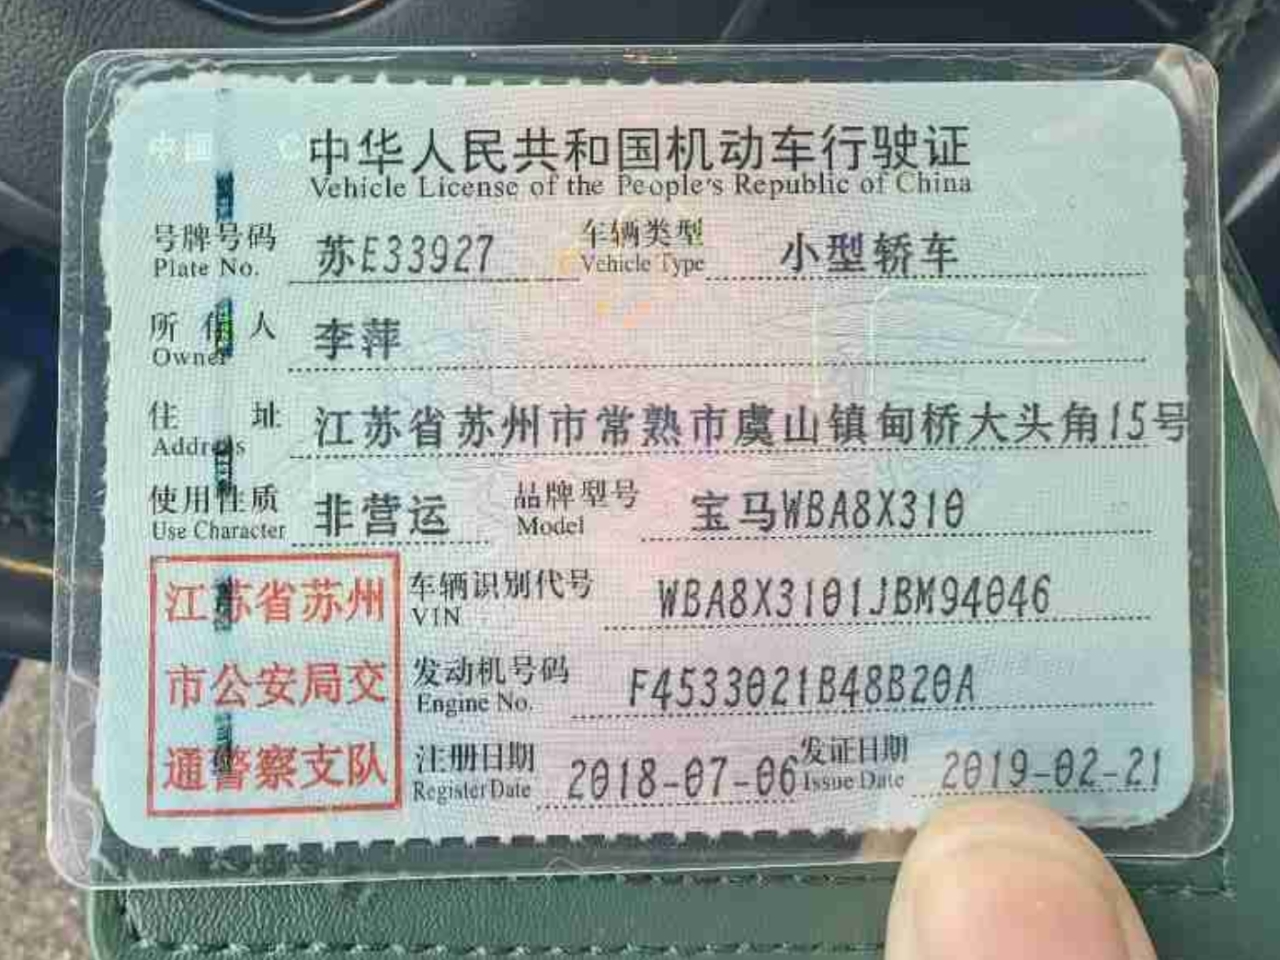 中华人民共和国机动车行驶证
Vehicle License of the People's Republic of China
号牌号码 苏E33927 车辆类型 小型轿车
Plate No. Vehicle Type
所有人 李萍
Owner
住址 江苏省苏州市常熟市虞山镇甸桥大头角15号
Address
使用性质 非营运 品牌型号 宝马WBA8X310
Use Character Model
江苏省苏州
市公安局交
通警察支队
车辆识别代号 WBA8X3101JBM94046
VIN
发动机号码 F4533021B48B20A
Engine No.
注册日期 2018-07-06 发证日期 2019-02-21
Register Date Issue Date